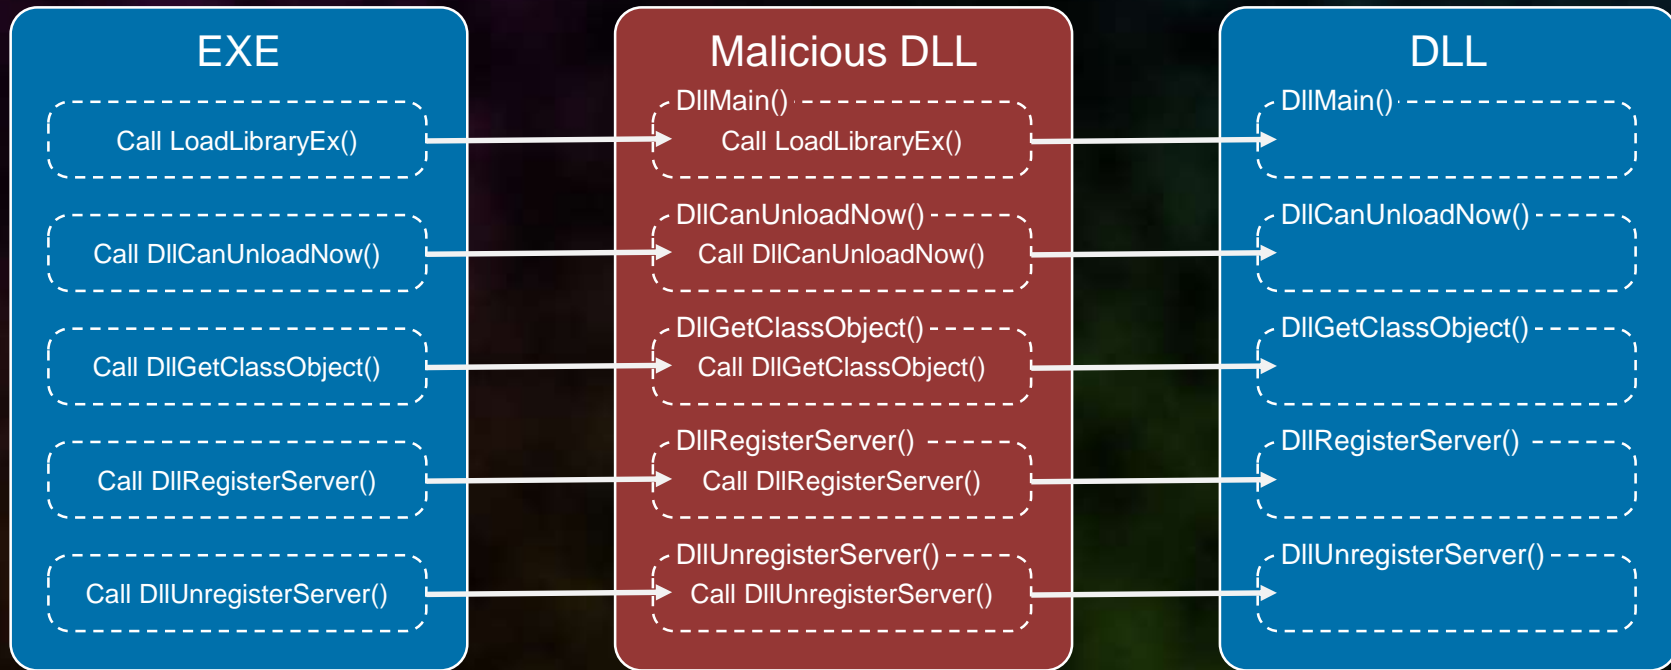 EXE
Call LoadLibraryEx()
Call DllCanUnloadNow()
Call DllGetClassObject()
Call DllRegisterServer()
Call DllUnregisterServer()
Malicious DLL
DllMain()
Call LoadLibraryEx()
DllCanUnloadNow()
Call DllCanUnloadNow()
DllGetClassObject()
Call DllGetClassObject()
DllRegisterServer()
Call DllRegisterServer()
DllUnregisterServer()
Call DllUnregisterServer()
DLL
DllMain()
DllCanUnloadNow()
DllGetClassObject()
DllRegisterServer()
DllUnregisterServer()